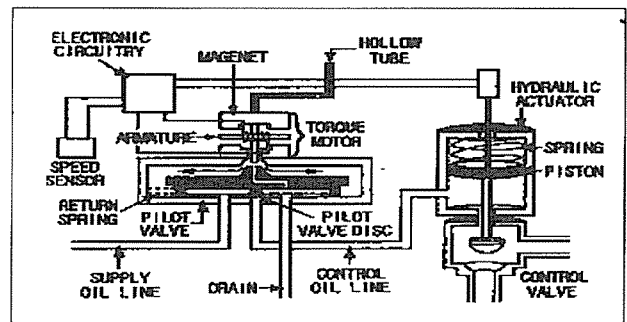 ELECTRONIC
CIRCUITRY
MAGENET
HOLLOW
TUBE
HYDRAULIC
ACTUATOR
ARMATURE
TORQUE
MOTOR
SPRING
PISTON
SPEED
SENSOR
RETURN
SPRING
PILOT
VALVE
PILOT
VALVE DISC
SUPPLY
OIL LINE
DRAIN
CONTROL
OIL LINE
CONTROL
VALVE